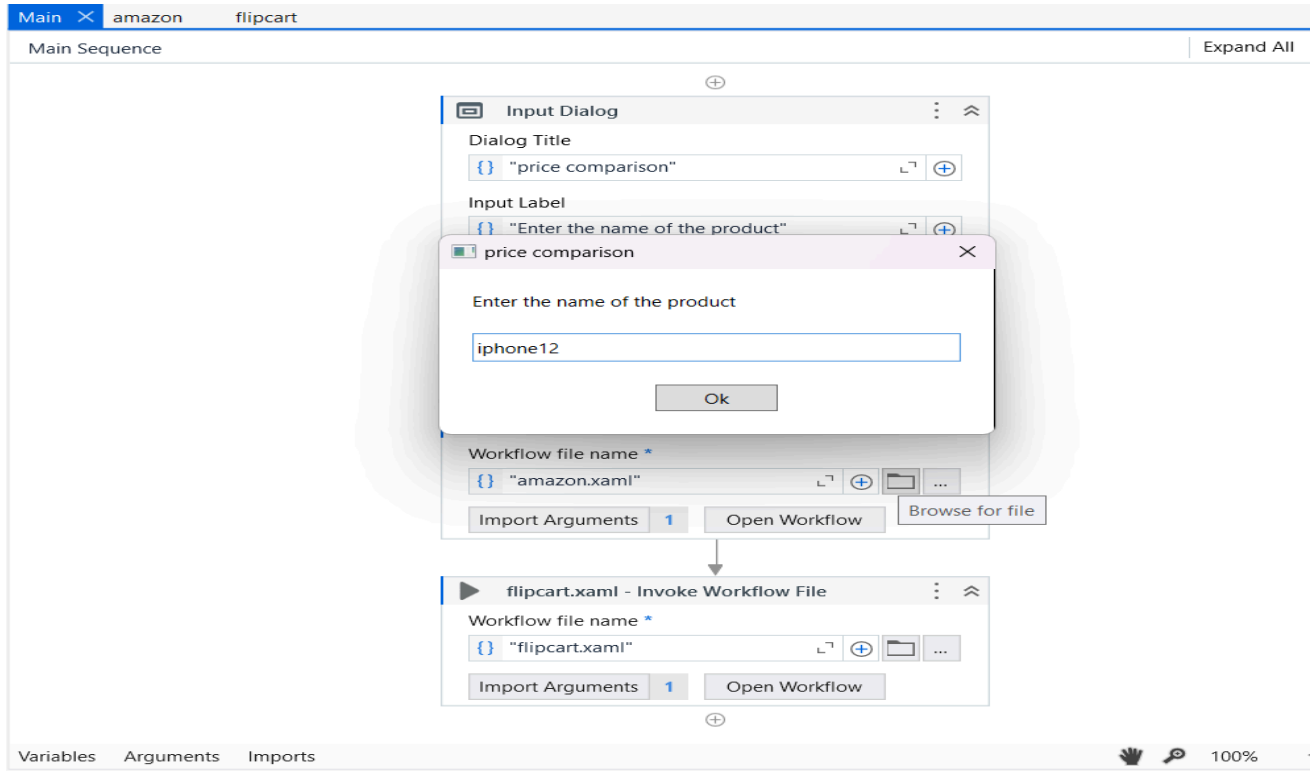 Main amazon flipcart
Main Sequence Expand All
Input Dialog
Dialog Title
{} "price comparison"
Input Label
{} "Enter the name of the product"
price comparison
Enter the name of the product
iphone12
Ok
Workflow file name *
{} "amazon.xaml" ...
Browse for file
Import Arguments 1 Open Workflow
flipcart.xaml - Invoke Workflow File
Workflow file name *
{} "flipcart.xaml" ...
Import Arguments 1 Open Workflow
Variables Arguments Imports 100%